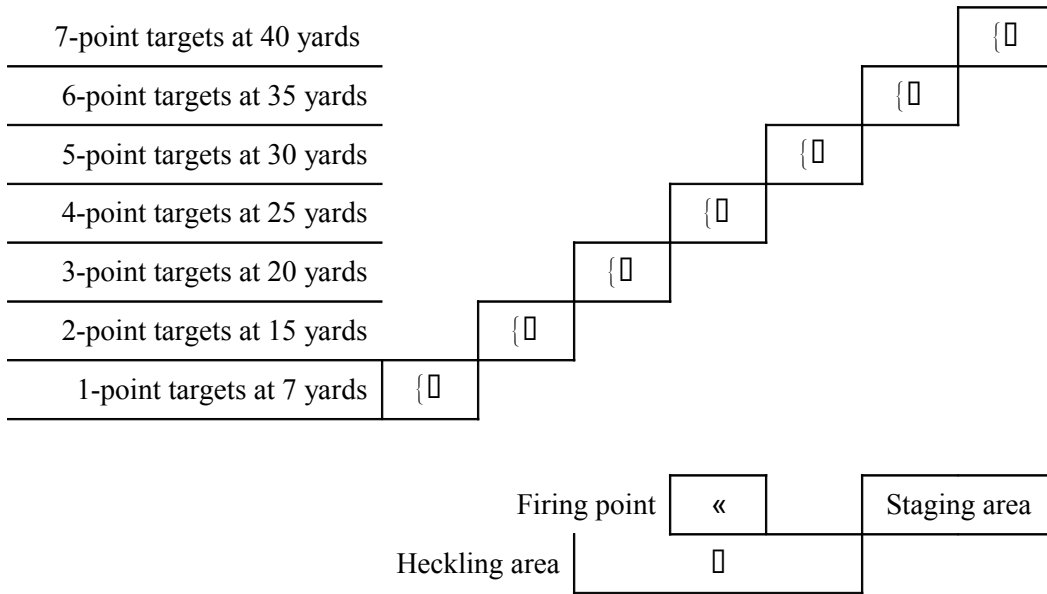 7-point targets at 40 yards {▯
6-point targets at 35 yards {▯
5-point targets at 30 yards {▯
4-point targets at 25 yards {▯
3-point targets at 20 yards {▯
2-point targets at 15 yards {▯
1-point targets at 7 yards {▯
Firing point « Staging area
Heckling area ▯